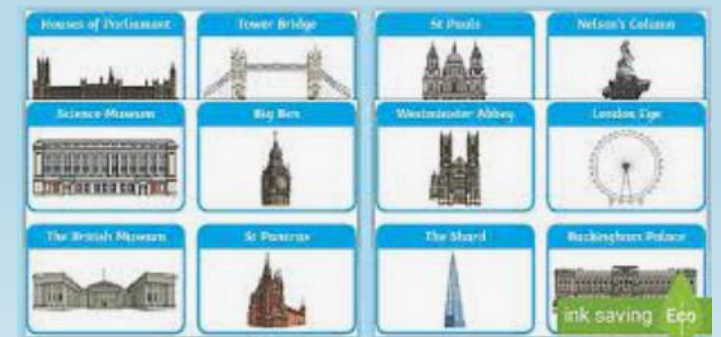 Houses of Parliament
Tower Bridge
St Pauls
Nelson's Column
Science Museum
Big Ben
Westminster Abbey
London Eye
The British Museum
St Pancras
The Shard
Buckingham Palace
ink saving Eco